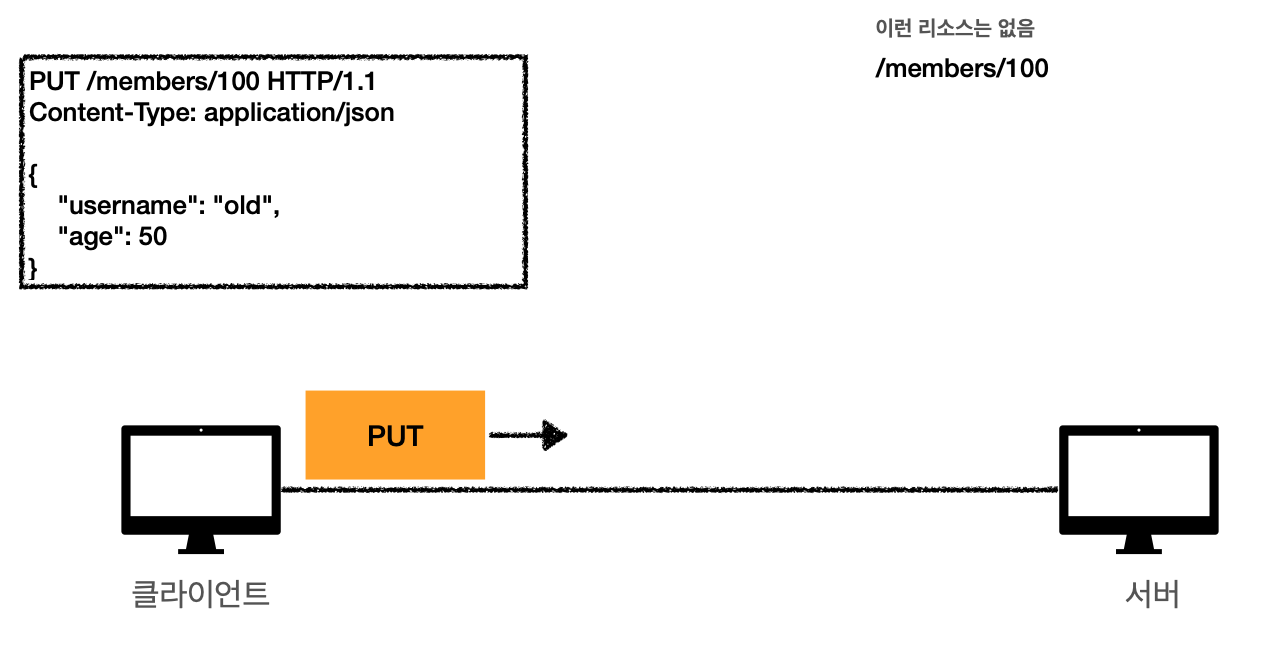 이런 리소스는 없음
/members/100
PUT /members/100 HTTP/1.1
Content-Type: application/json
{
"username": "old",
"age": 50
}
PUT
클라이언트
서버